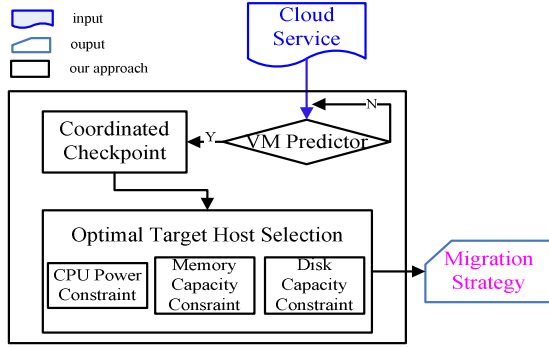 input
ouput
our approach
Cloud
Service
N
VM Predictor
Y
Coordinated
Checkpoint
Optimal Target Host Selection
CPU Power
Constraint
Memory
Capacity
Consraint
Disk
Capacity
Constraint
Migration
Strategy